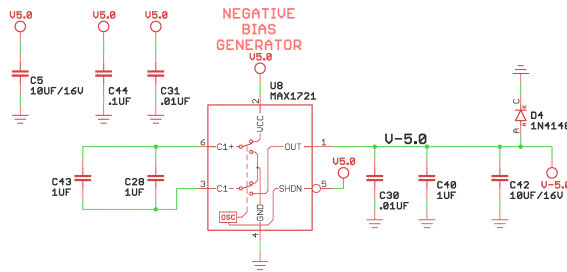 NEGATIVE
BIAS
GENERATOR
V5.0
V5.0
V5.0
V5.0
C5
10UF/16V
C44
.1UF
C31
.01UF
U8
MAX1721
2
VCC
6
C1+
OUT
1
V-5.0
3
C1-
SHDN
5
V5.0
OSC
GND
4
C43
1UF
C28
1UF
C30
.01UF
C40
1UF
C42
10UF/16V
V-5.0
C
A
D4
1N4148